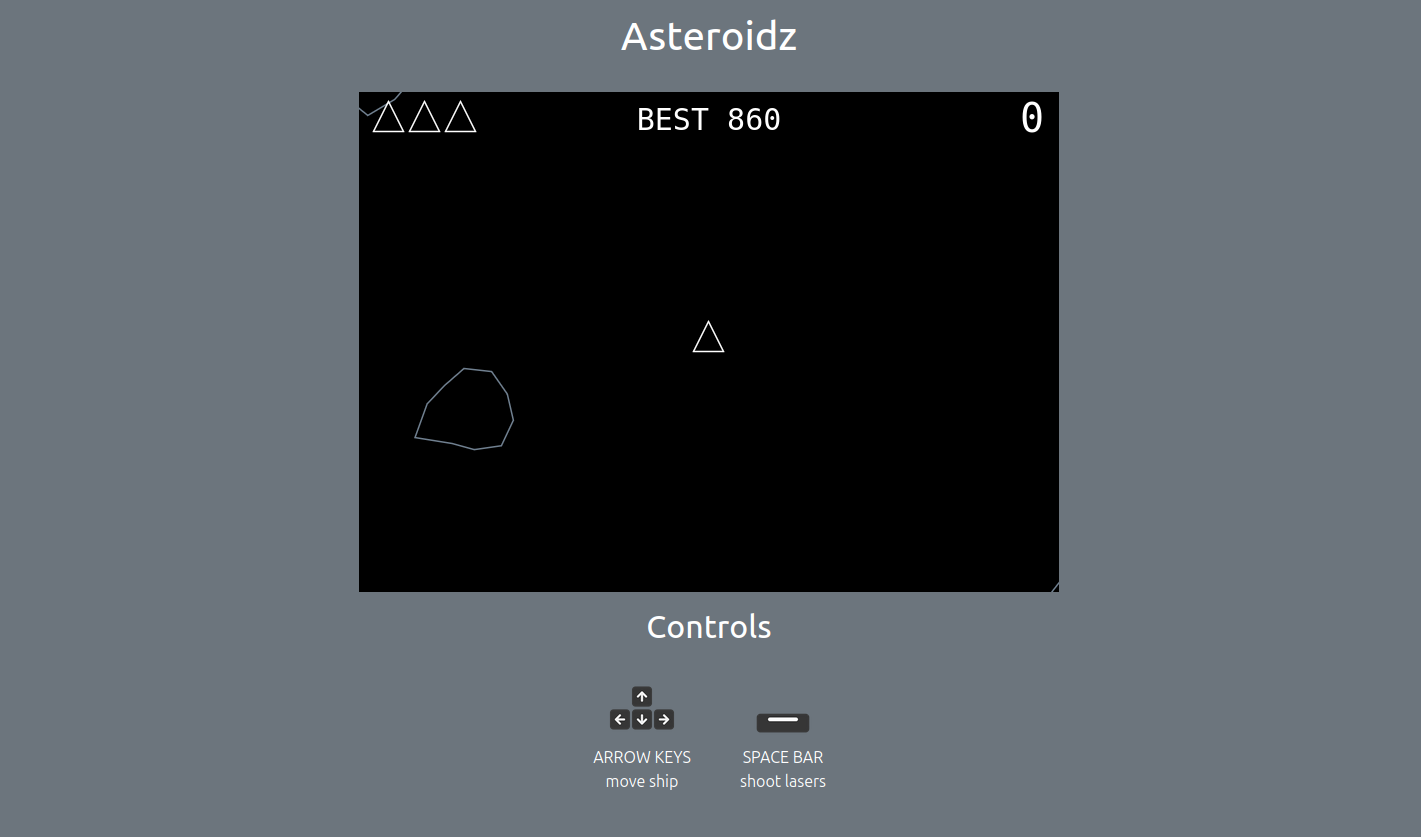 Asteroidz
BEST 860
0
Controls
ARROW KEYS
move ship
SPACE BAR
shoot lasers